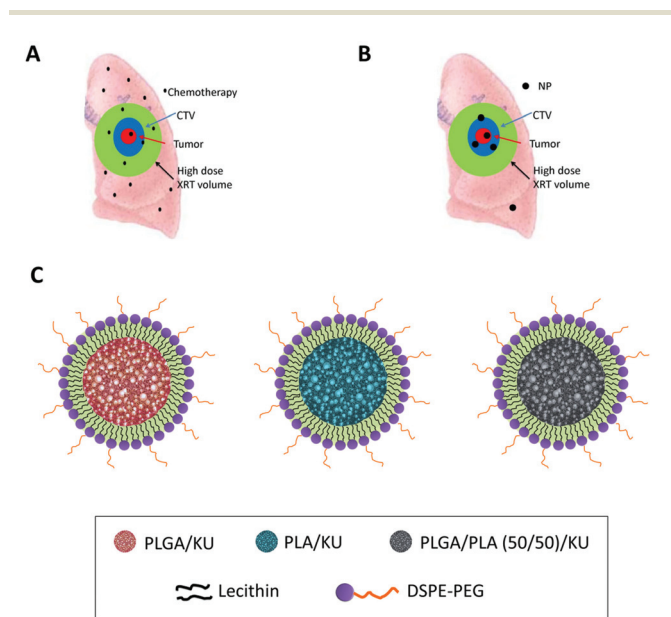 A
Chemotherapy
CTV
Tumor
High dose
XRT volume
B
NP
CTV
Tumor
High dose
XRT volume
C
PLGA/KU
PLA/KU
PLGA/PLA (50/50)/KU
Lecithin
DSPE-PEG